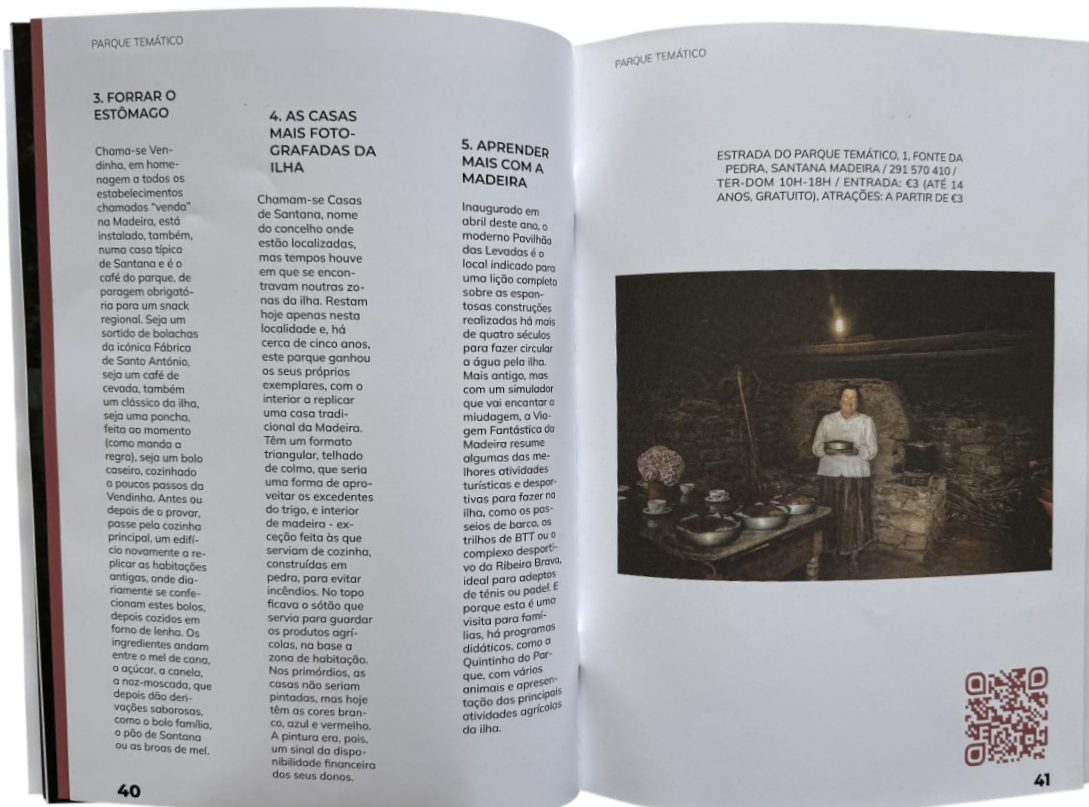 PARQUE TEMÁTICO
3. FORRAR O
ESTÔMAGO
Chama-se Ven-
dinha, em home-
nagem a todos os
estabelecimentos
chamados "venda"
na Madeira, está
instalado, também,
numa casa típica
de Santana e é o
café do parque, de
paragem obrigató-
ria para um snack
regional. Seja um
sortido de bolachas
da icónica Fábrica
de Santo António,
seja um café de
cevada, também
um clássico da ilha,
seja uma poncha,
feita ao momento
(como manda a
regra), seja um bolo
caseiro, cozinhado
a poucos passos da
Vendinha. Antes ou
depois de o provar,
passe pela cozinha
principal, um edifí-
cio novamente a re-
plicar as habitações
antigas, onde dia-
riamente se confe-
cionam estes bolos,
depois cozidos em
forno de lenha. Os
ingredientes andam
entre o mel de cana,
o açúcar, a canela,
a noz-moscada, que
depois dão deri-
vações saborosas,
como o bolo família,
o pão de Santana
ou as broas de mel.
4. AS CASAS
MAIS FOTO-
GRAFADAS DA
ILHA
Chamam-se Casas
de Santana, nome
do concelho onde
estão localizadas,
mas tempos houve
em que se encon-
travam noutras zo-
nas da ilha. Restam
hoje apenas nesta
localidade e, há
cerca de cinco anos,
este parque ganhou
os seus próprios
exemplares, com o
interior a replicar
uma casa tradi-
cional da Madeira.
Têm um formato
triangular, telhado
de colmo, que seria
uma forma de apro-
veitar os excedentes
do trigo, e interior
de madeira - ex-
ceção feita às que
serviam de cozinha,
construídas em
pedra, para evitar
incêndios. No topo
ficava o sótão que
servia para guardar
os produtos agrí-
colas, na base a
zona de habitação.
Nos primórdios, as
casas não seriam
pintadas, mas hoje
têm as cores bran-
co, azul e vermelho.
A pintura era, pois,
um sinal da dispo-
nibilidade financeira
dos seus donos.
5. APRENDER
MAIS COM A
MADEIRA
Inaugurado em
abril deste ano, o
moderno Pavilhão
das Levadas é o
local indicado para
uma lição completa
sobre as espan-
tosas construções
realizadas há mais
de quatro séculos
para fazer circular
a água pela ilha.
Mais antigo, mas
com um simulador
que vai encantar a
miudagem, a Via-
gem Fantástica da
Madeira resume
algumas das me-
lhores atividades
turísticas e despor-
tivas para fazer na
ilha, como os pas-
seios de barco, os
trilhos de BTT ou o
complexo desporti-
vo da Ribeira Brava,
ideal para adeptos
de ténis ou padel. E
porque esta é uma
visita para famí-
lias, há programas
didáticos, como a
Quintinha do Par-
que, com vários
animais e apresen-
tação das principais
atividades agrícolas
da ilha.
40
PARQUE TEMÁTICO
ESTRADA DO PARQUE TEMÁTICO, 1, FONTE DA
PEDRA, SANTANA MADEIRA / 291 570 410 /
TER-DOM 10H-18H / ENTRADA: €3 (ATÉ 14
ANOS, GRATUITO), ATRAÇÕES: A PARTIR DE €3
41